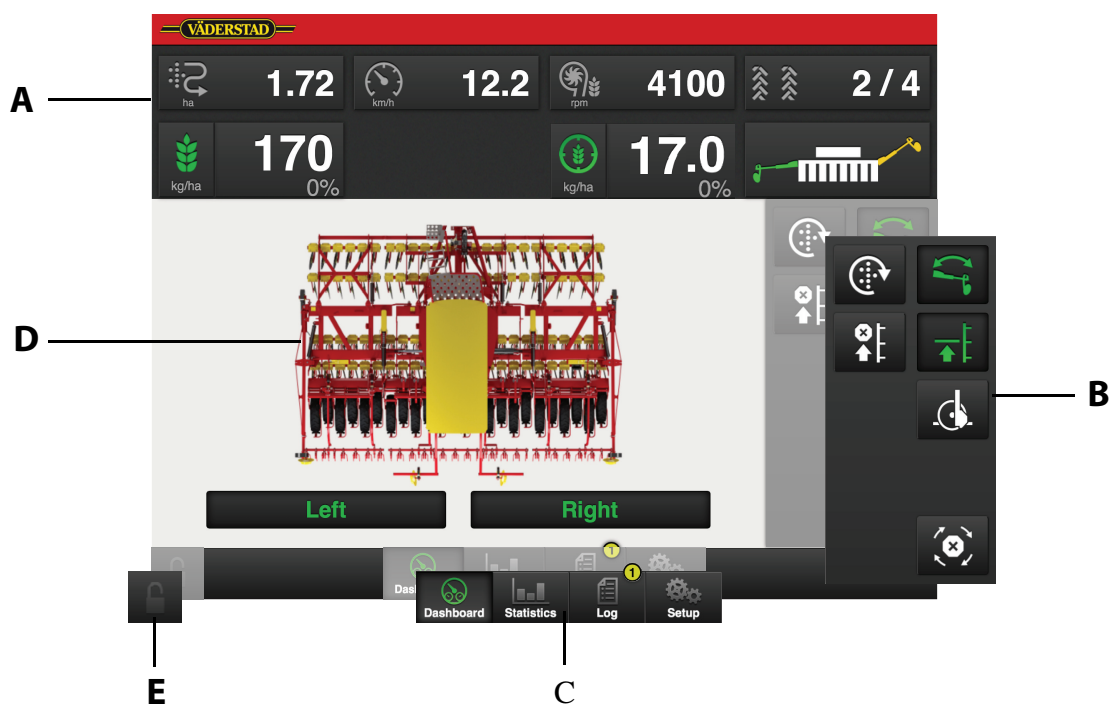 VÄDERSTAD
A
ha 1.72
km/h 12.2
rpm 4100
2 / 4
kg/ha 170
0%
kg/ha 17.0
0%
D
B
Left Right
1
1
Dashboard Statistics Log Setup
E
C